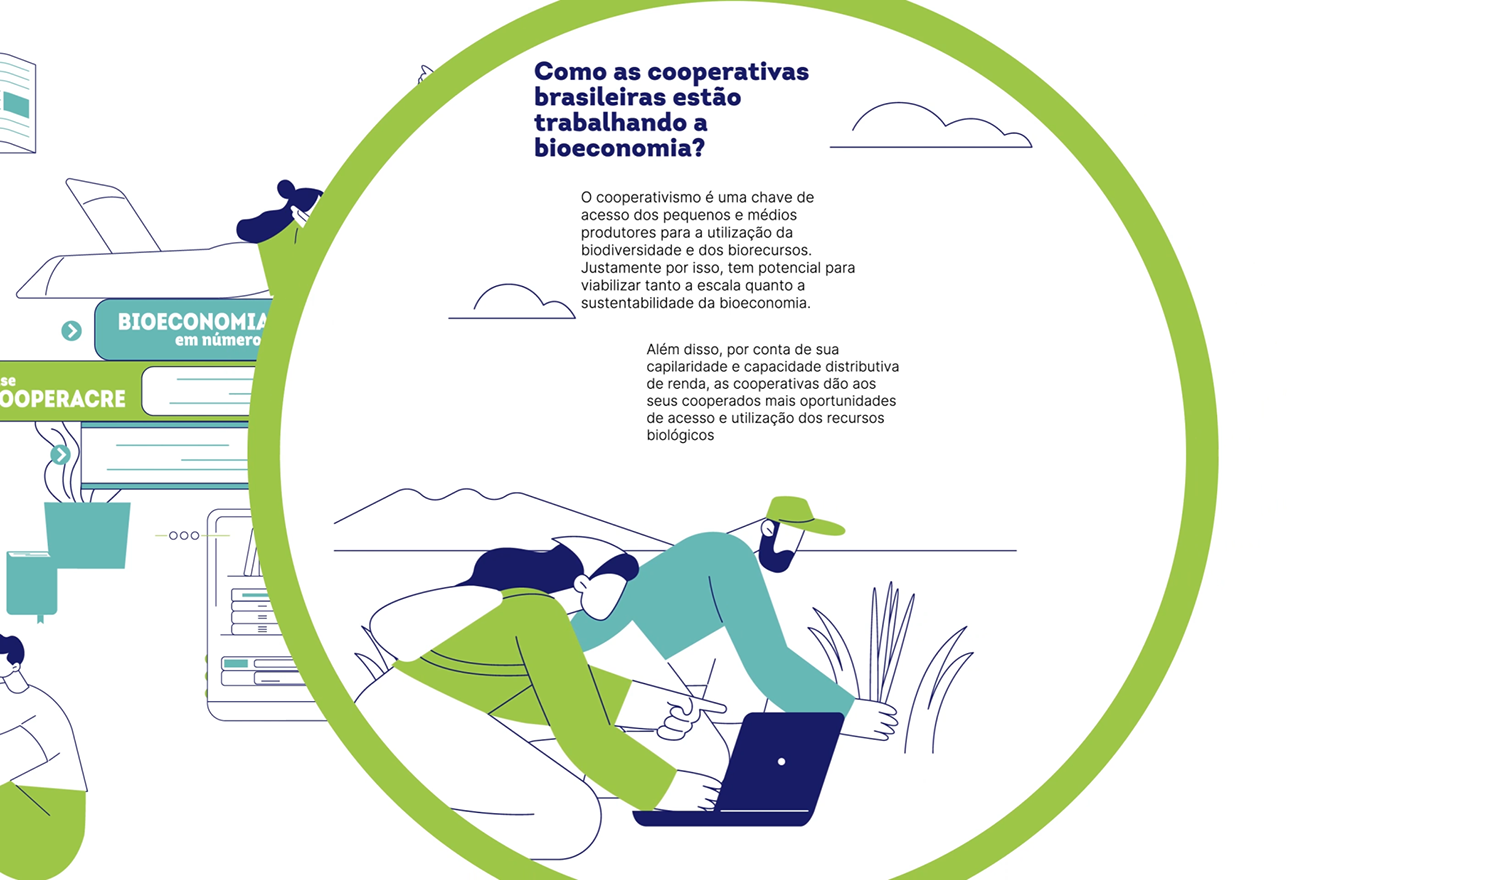 Como as cooperativas
brasileiras estão
trabalhando a
bioeconomia?
O cooperativismo é uma chave de
acesso dos pequenos e médios
produtores para a utilização da
biodiversidade e dos biorecursos.
Justamente por isso, tem potencial para
viabilizar tanto a escala quanto a
sustentabilidade da bioeconomia.
Além disso, por conta de sua
capilaridade e capacidade distributiva
de renda, as cooperativas dão aos
seus cooperados mais oportunidades
de acesso e utilização dos recursos
biológicos
BIOECONOMIA
em número
se
OOPERACRE